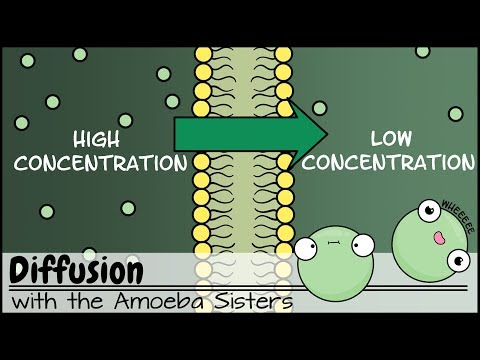 HIGH
CONCENTRATION
LOW
CONCENTRATION
WHEEEEE
Diffusion
with the Amoeba Sisters